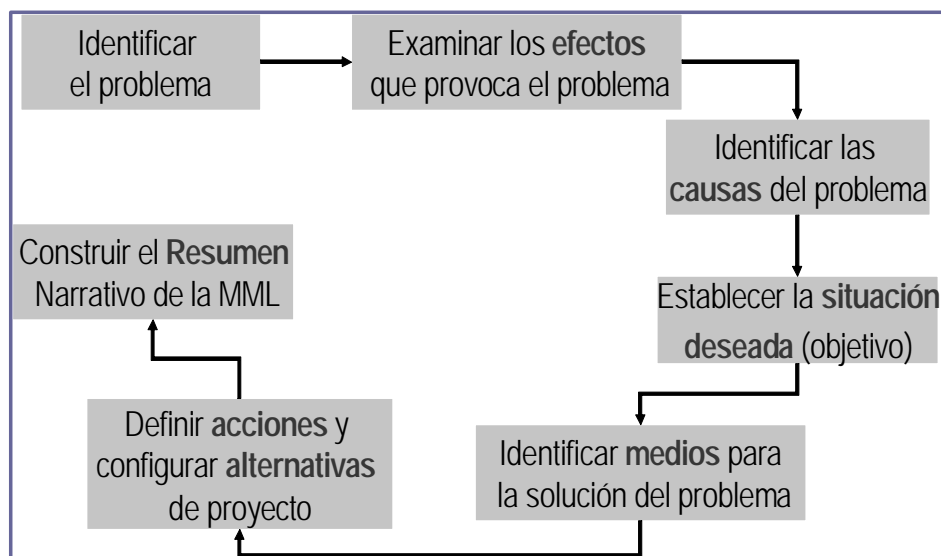 Identificar
el problema
Examinar los efectos
que provoca el problema
Identificar las
causas del problema
Establecer la situación
deseada (objetivo)
Identificar medios para
la solución del problema
Definir acciones y
configurar alternativas
de proyecto
Construir el Resumen
Narrativo de la MML